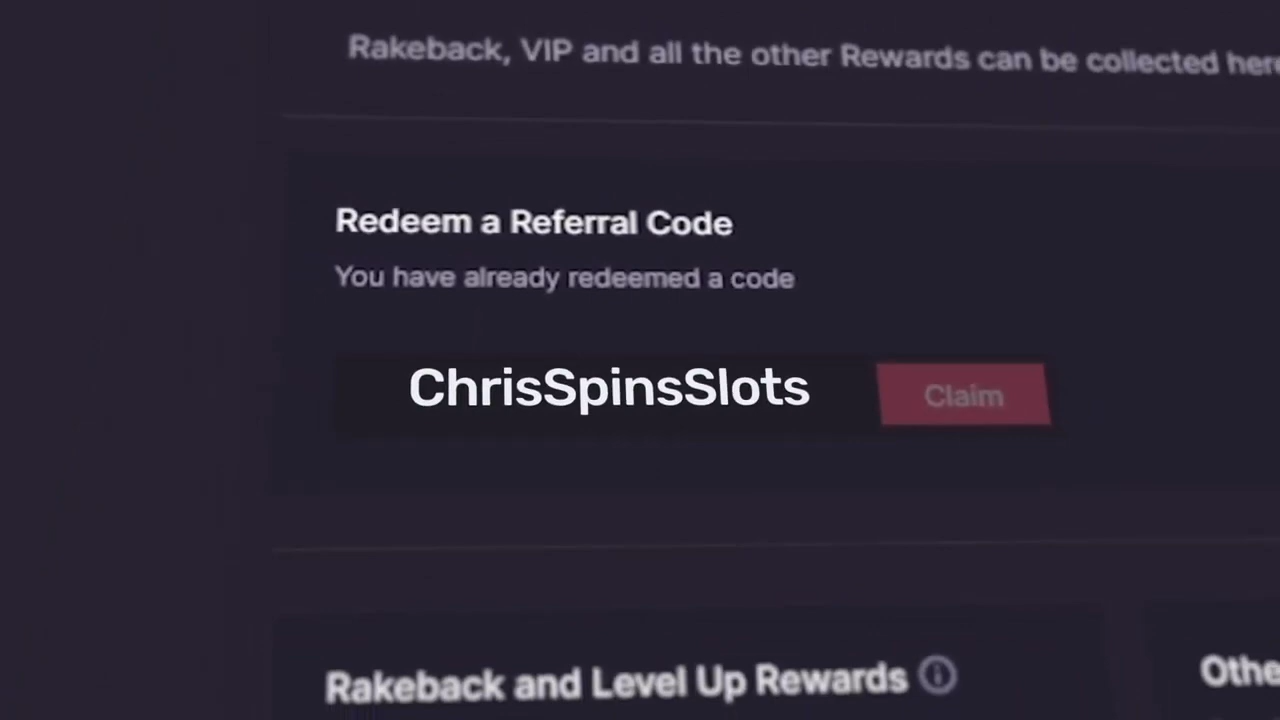 Rakeback, VIP and all the other Rewards can be collected here
Redeem a Referral Code
You have already redeemed a code
ChrisSpinsSlots
Claim
Rakeback and Level Up Rewards